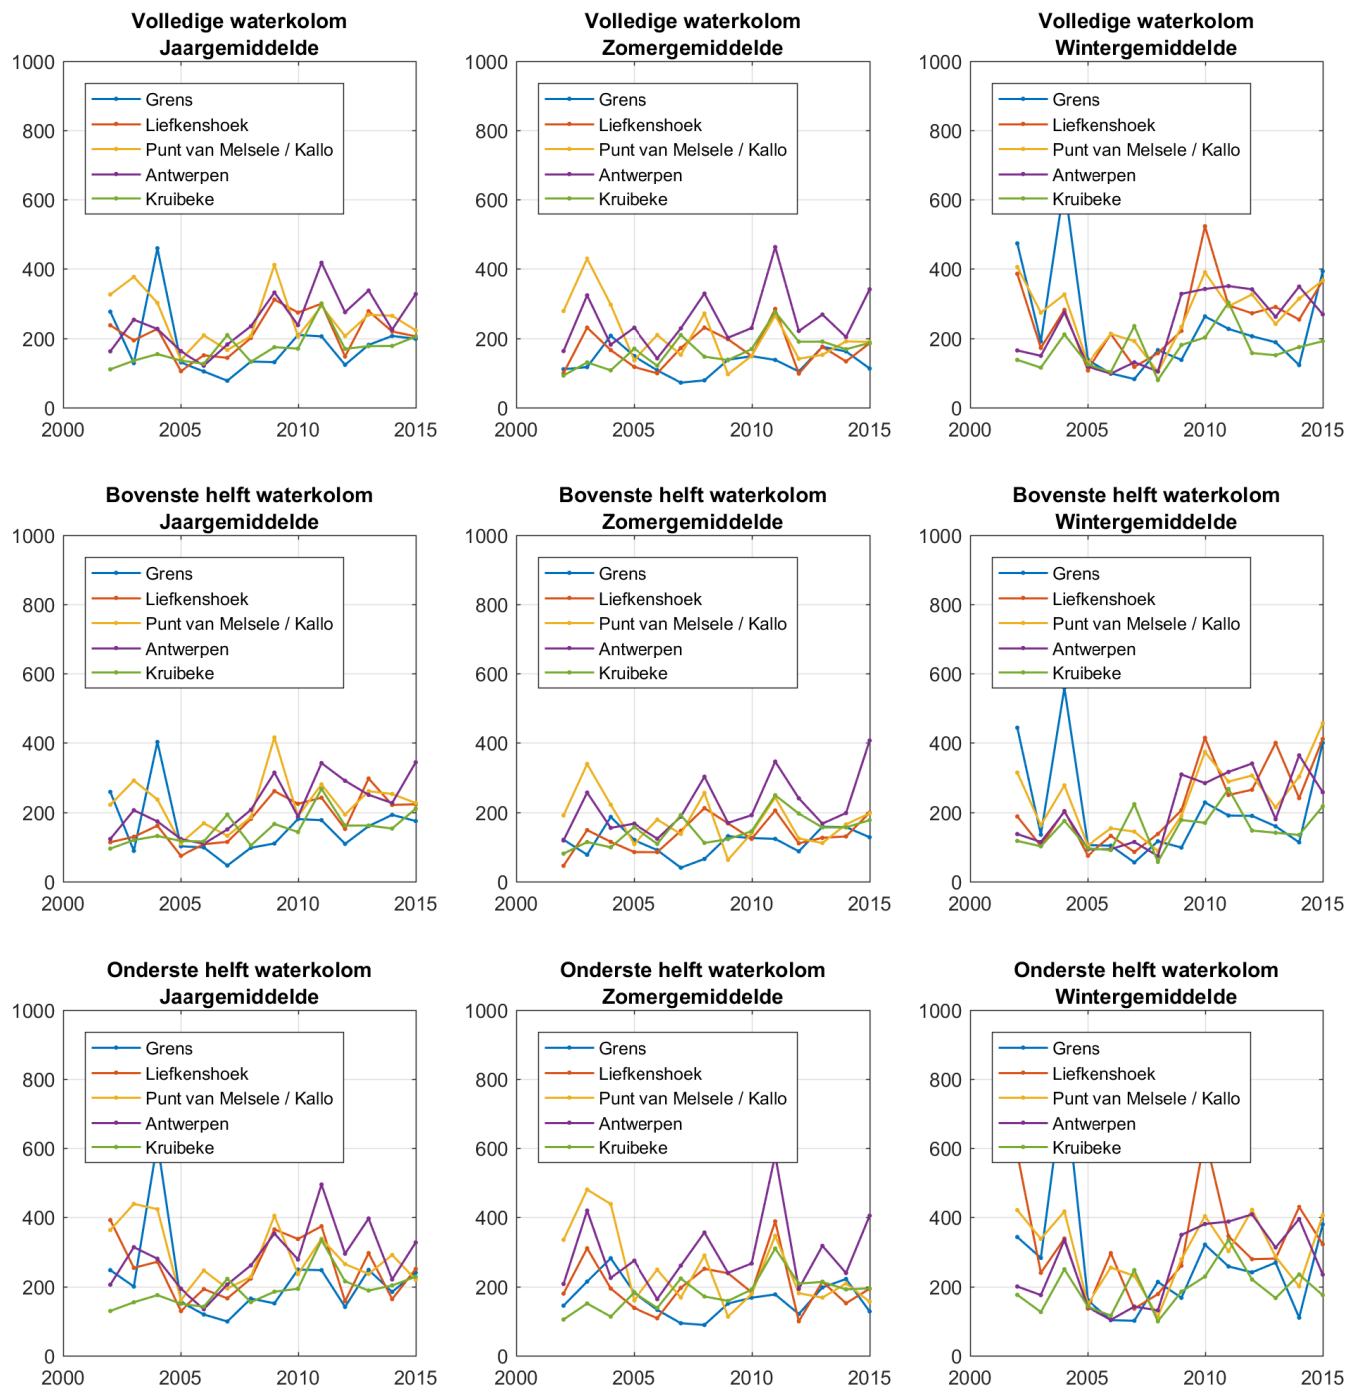 Volledige waterkolom
Jaargemiddelde
1000
800
600
400
200
0
2000
2005
2010
2015
Grens
Liefkenshoek
Punt van Melsele / Kallo
Antwerpen
Kruibeke
Volledige waterkolom
Zomergemiddelde
1000
800
600
400
200
0
2000
2005
2010
2015
Grens
Liefkenshoek
Punt van Melsele / Kallo
Antwerpen
Kruibeke
Volledige waterkolom
Wintergemiddelde
1000
800
600
400
200
0
2000
2005
2010
2015
Grens
Liefkenshoek
Punt van Melsele / Kallo
Antwerpen
Kruibeke
Bovenste helft waterkolom
Jaargemiddelde
1000
800
600
400
200
0
2000
2005
2010
2015
Grens
Liefkenshoek
Punt van Melsele / Kallo
Antwerpen
Kruibeke
Bovenste helft waterkolom
Zomergemiddelde
1000
800
600
400
200
0
2000
2005
2010
2015
Grens
Liefkenshoek
Punt van Melsele / Kallo
Antwerpen
Kruibeke
Bovenste helft waterkolom
Wintergemiddelde
1000
800
600
400
200
0
2000
2005
2010
2015
Grens
Liefkenshoek
Punt van Melsele / Kallo
Antwerpen
Kruibeke
Onderste helft waterkolom
Jaargemiddelde
1000
800
600
400
200
0
2000
2005
2010
2015
Grens
Liefkenshoek
Punt van Melsele / Kallo
Antwerpen
Kruibeke
Onderste helft waterkolom
Zomergemiddelde
1000
800
600
400
200
0
2000
2005
2010
2015
Grens
Liefkenshoek
Punt van Melsele / Kallo
Antwerpen
Kruibeke
Onderste helft waterkolom
Wintergemiddelde
1000
800
600
400
200
0
2000
2005
2010
2015
Grens
Liefkenshoek
Punt van Melsele / Kallo
Antwerpen
Kruibeke